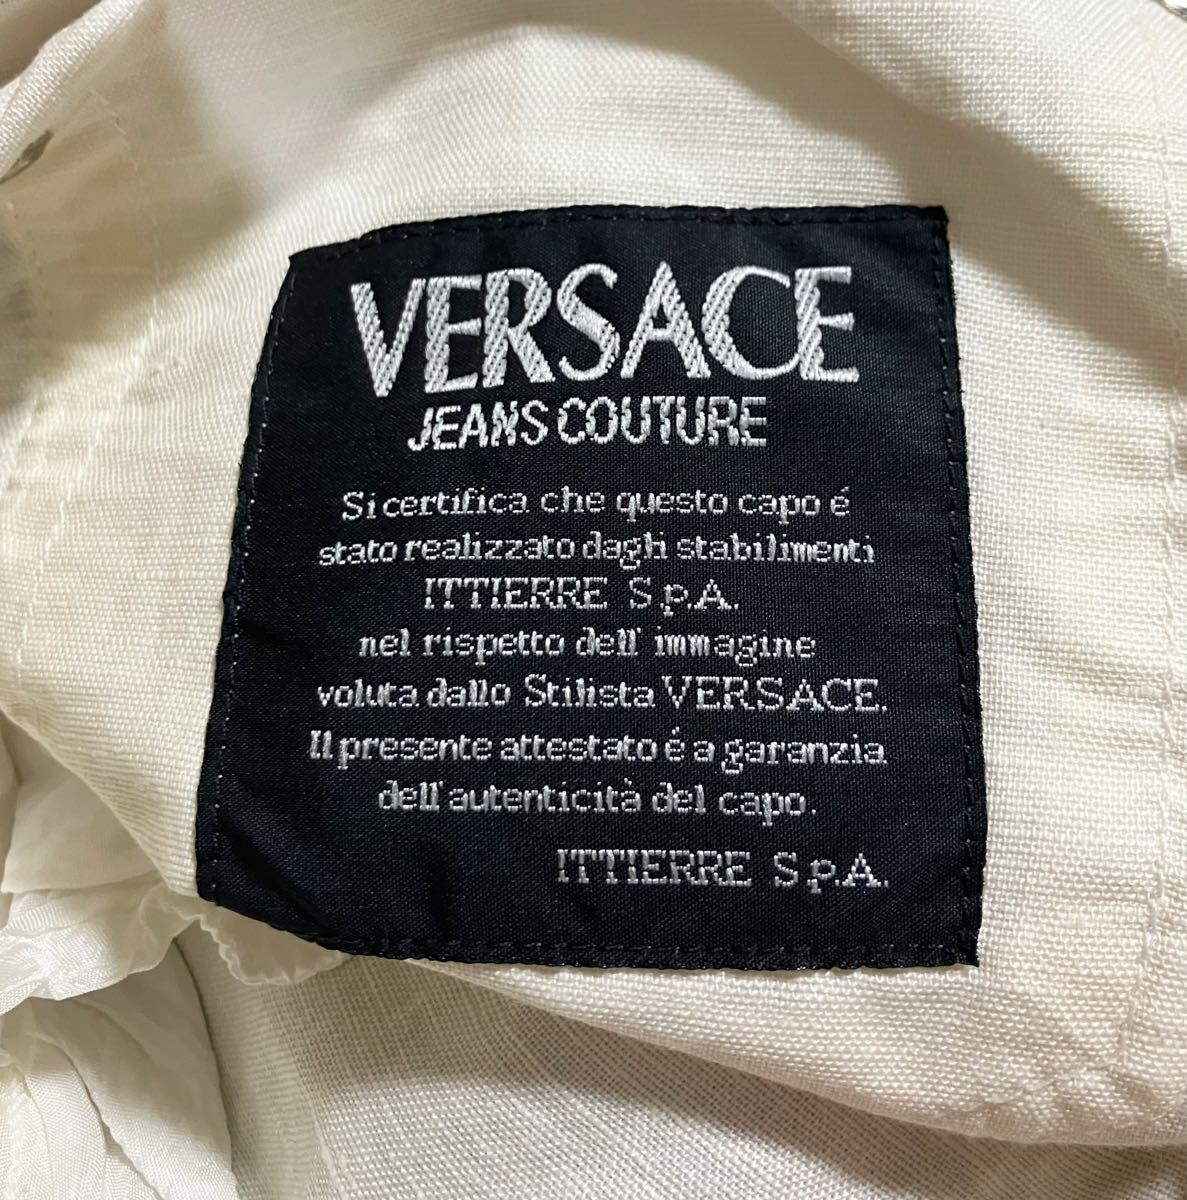 VERSACE
JEANS COUTURE
Si certifica che questo capo é
stato realizzato dagli stabilimenti
ITTIERRE S.p.A.
nel rispetto dell' immagine
voluta dallo Stilista VERSACE.
Il presente attestato é a garanzia
dell'autenticità del capo.
ITTIERRE S.p.A.